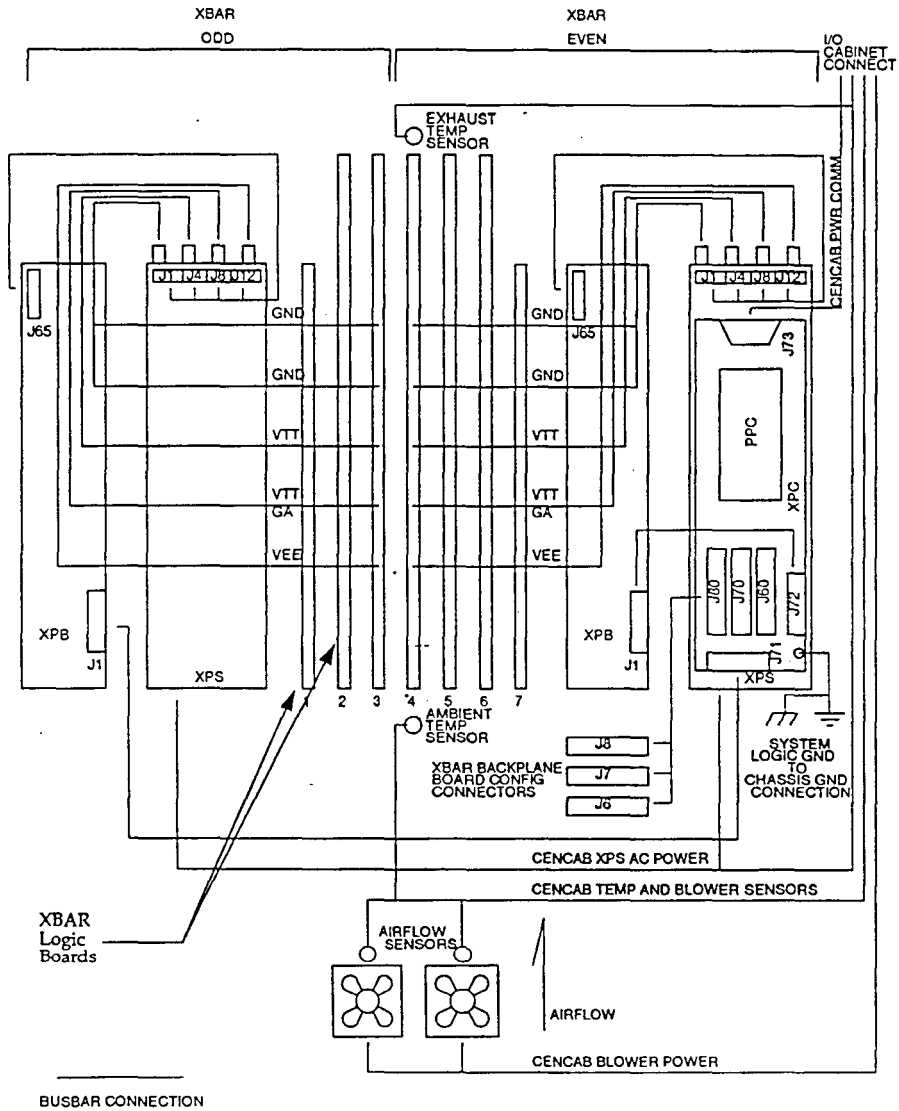 XBAR
ODD
XBAR
EVEN
I/O
CABINET
CONNECT
EXHAUST
TEMP
SENSOR
CENCAB PWR COMM
J1 J4 J8 J12
J1 J4 J8 J12
J65
J65
GND
GND
J73
GND
GND
PPC
VTT
VTT
XPC
VTT
GA
VTT
GA
VEE
VEE
J80
J70
J60
J72
XPB
J1
XPS
XPB
J1
J71
XPS
1 2 3 4 5 6 7
AMBIENT
TEMP
SENSOR
J8
J7
J6
XBAR BACKPLANE
BOARD CONFIG
CONNECTORS
SYSTEM
LOGIC GND
TO
CHASSIS GND
CONNECTION
CENCAB XPS AC POWER
CENCAB TEMP AND BLOWER SENSORS
XBAR
Logic
Boards
AIRFLOW
SENSORS
AIRFLOW
CENCAB BLOWER POWER
BUSBAR CONNECTION